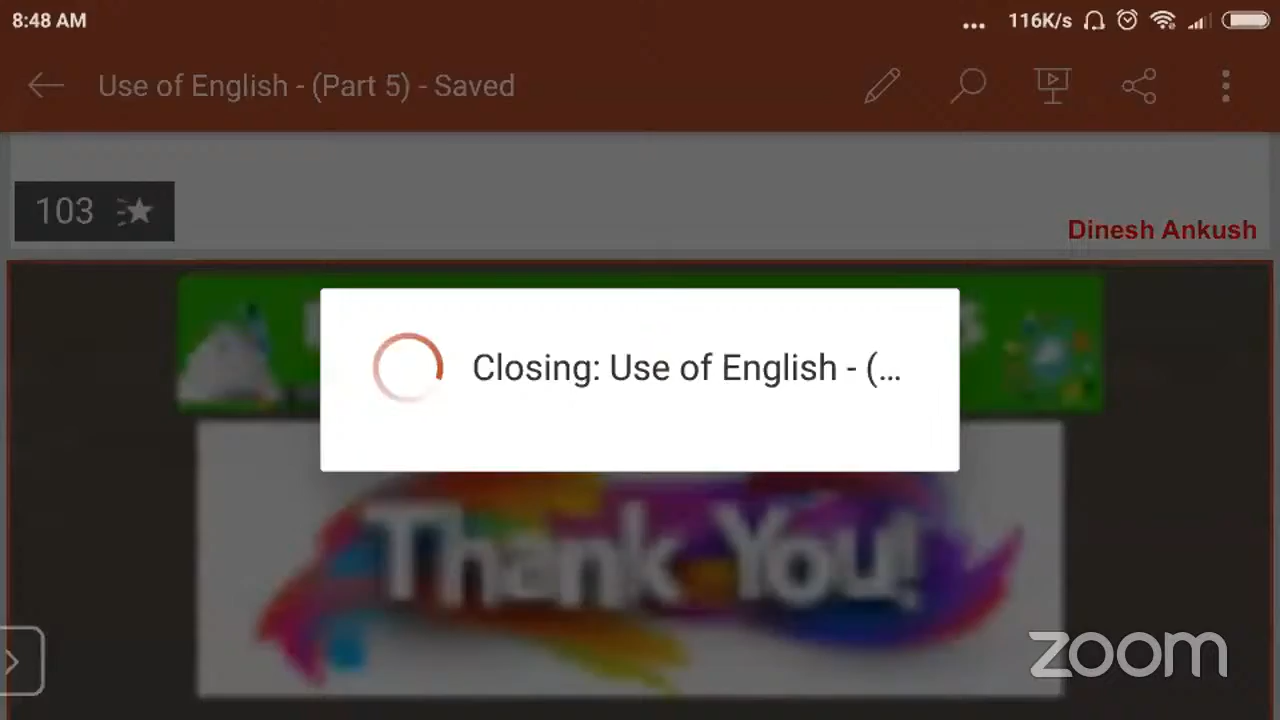 8:48 AM
... 116K/s
Use of English - (Part 5) - Saved
103
Dinesh Ankush
Closing: Use of English - (...
Thank You!
zoom